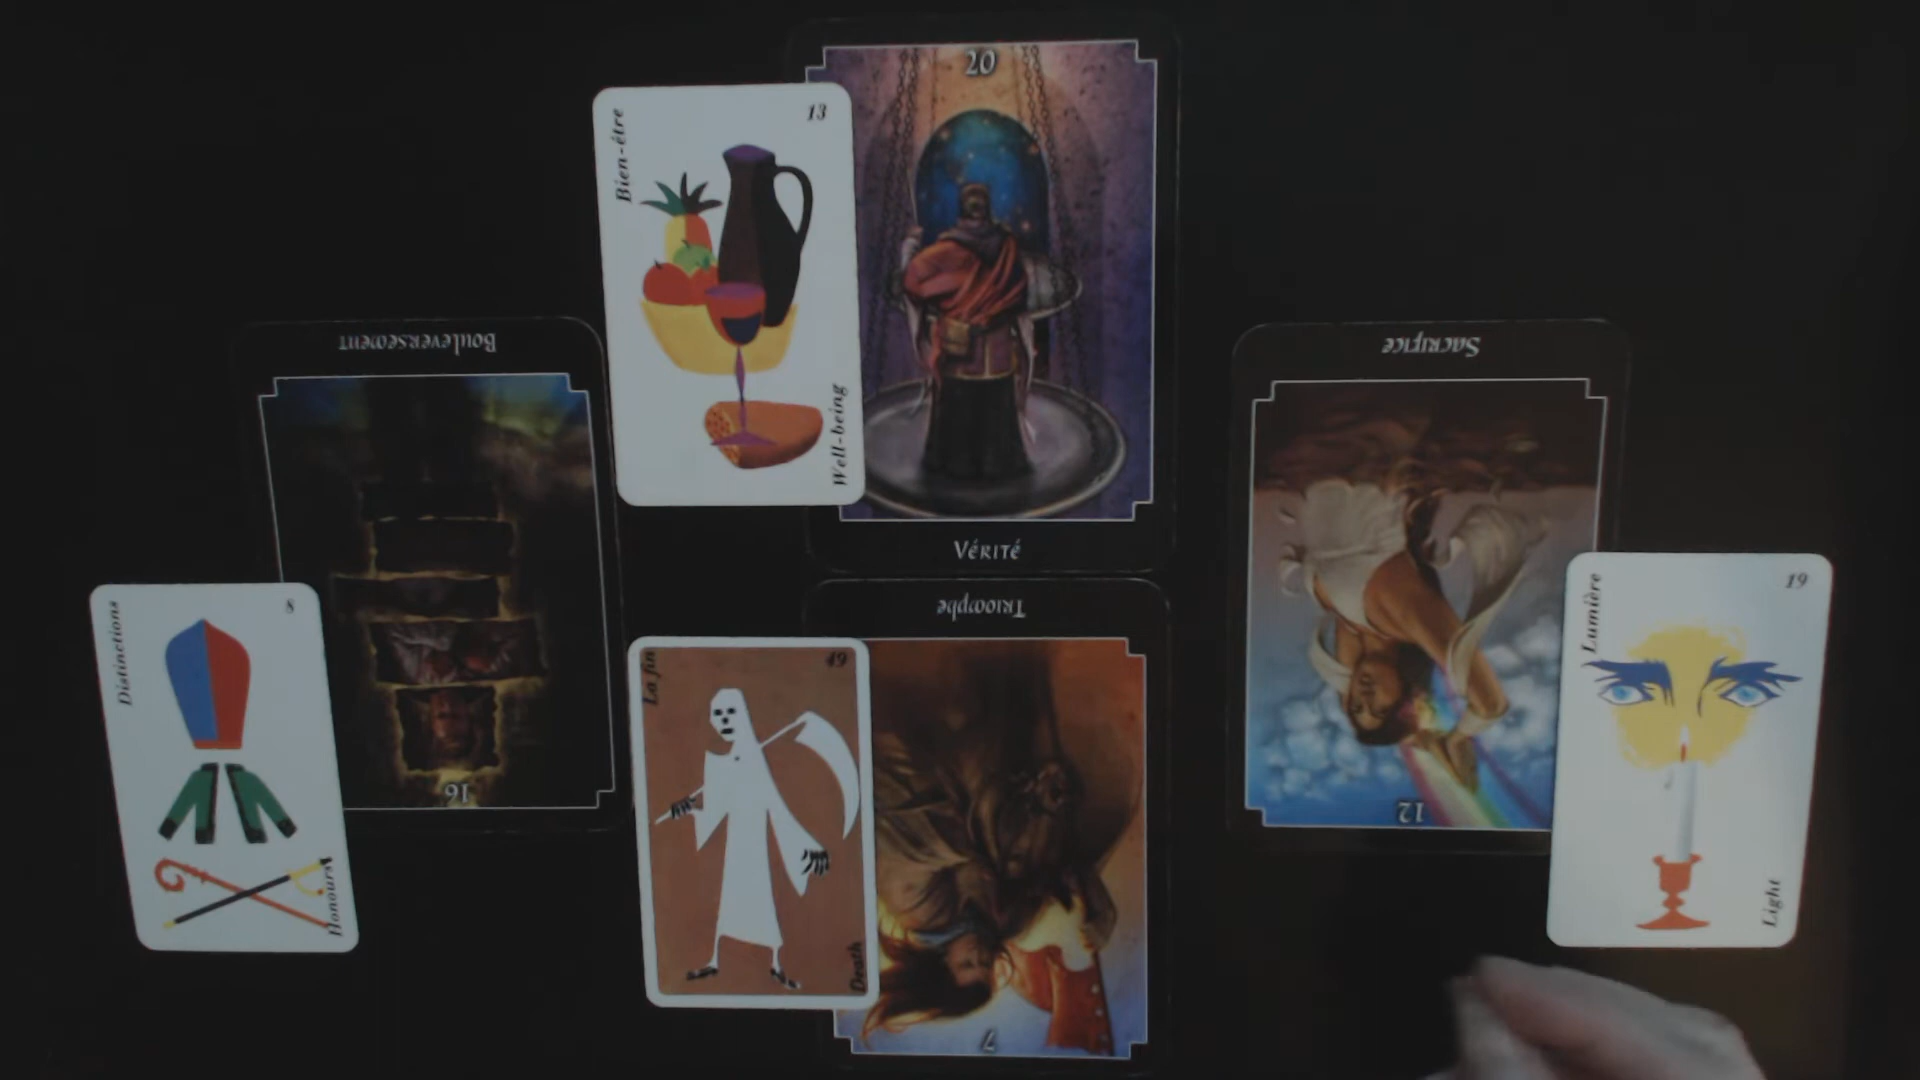 20
Vérité
Bien-être
13
Well-being
Bouleversement
16
Distinctions
8
Honours
Triomphe
7
La fin
49
Death
Sacrifice
12
Lumière
19
Light